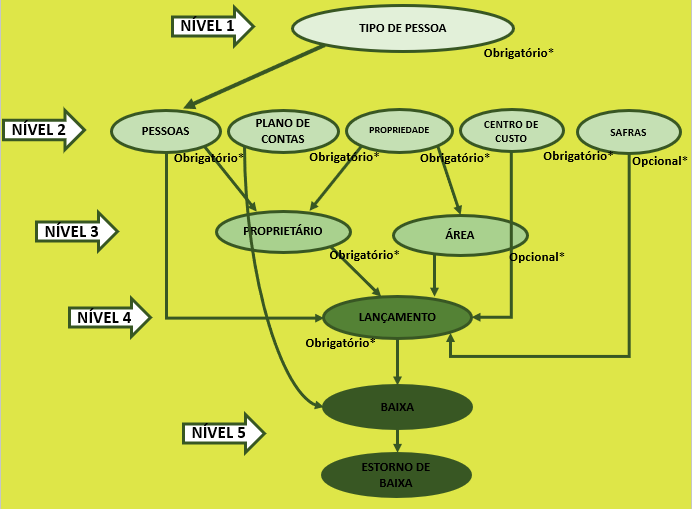 NÍVEL 1
TIPO DE PESSOA
Obrigatório*
NÍVEL 2
PESSOAS
Obrigatório*
PLANO DE
CONTAS
Obrigatório*
PROPRIEDADE
Obrigatório*
CENTRO DE
CUSTO
Obrigatório*
SAFRAS
Opcional*
NÍVEL 3
PROPRIETÁRIO
Obrigatório*
ÁREA
Opcional*
NÍVEL 4
LANÇAMENTO
Obrigatório*
NÍVEL 5
BAIXA
ESTORNO DE
BAIXA